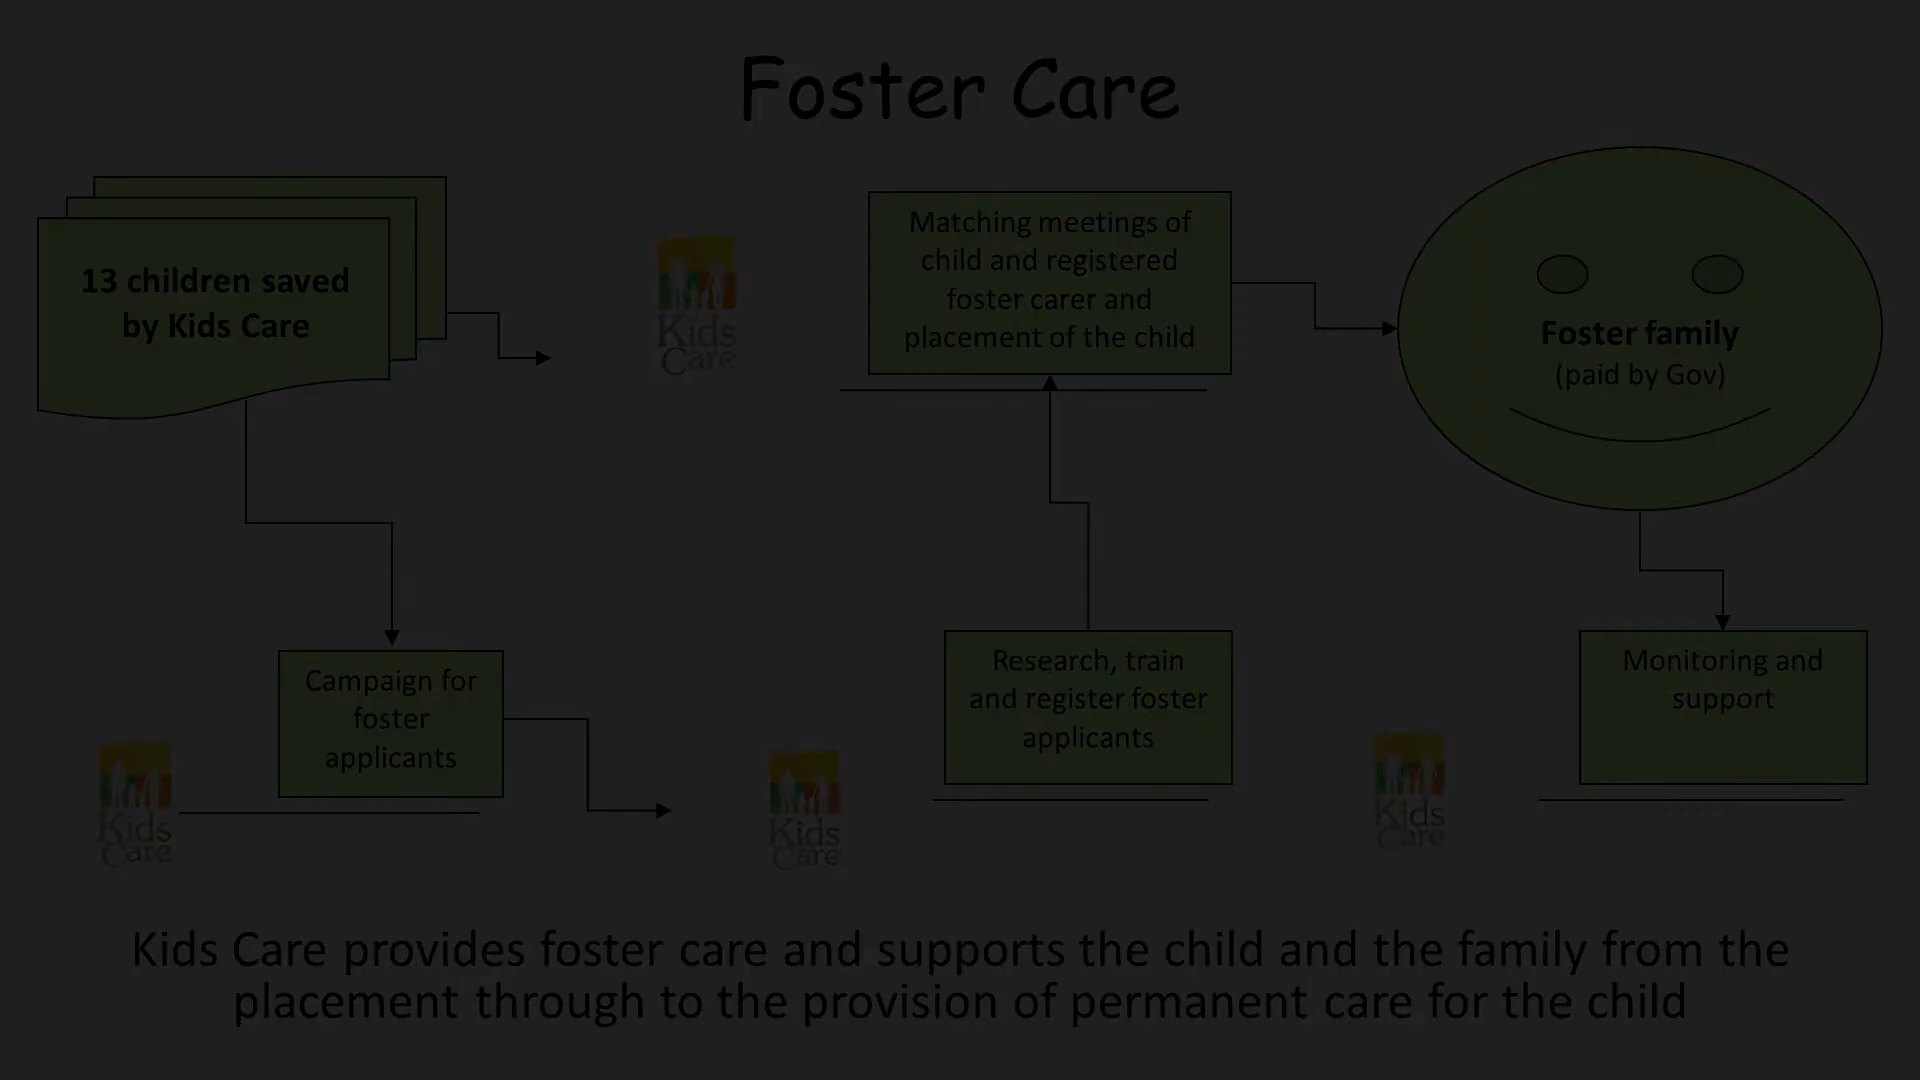 Foster Care
13 children saved
by Kids Care
Kids
Care
Matching meetings of
child and registered
foster carer and
placement of the child
Foster family
(paid by Gov)
Campaign for
foster
applicants
Research, train
and register foster
applicants
Monitoring and
support
Kids
Care
Kids
Care
Kids
Care
Kids Care provides foster care and supports the child and the family from the
placement through to the provision of permanent care for the child